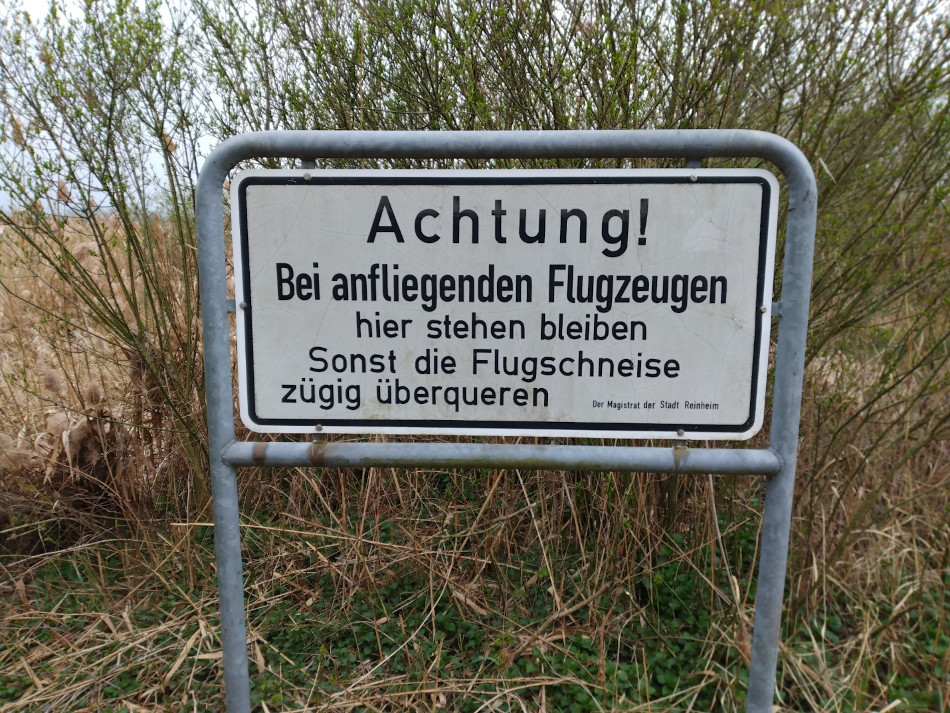 Achtung!
Bei anfliegenden Flugzeugen
hier stehen bleiben
Sonst die Flugschneise
zügig überqueren
Der Magistrat der Stadt Reinheim